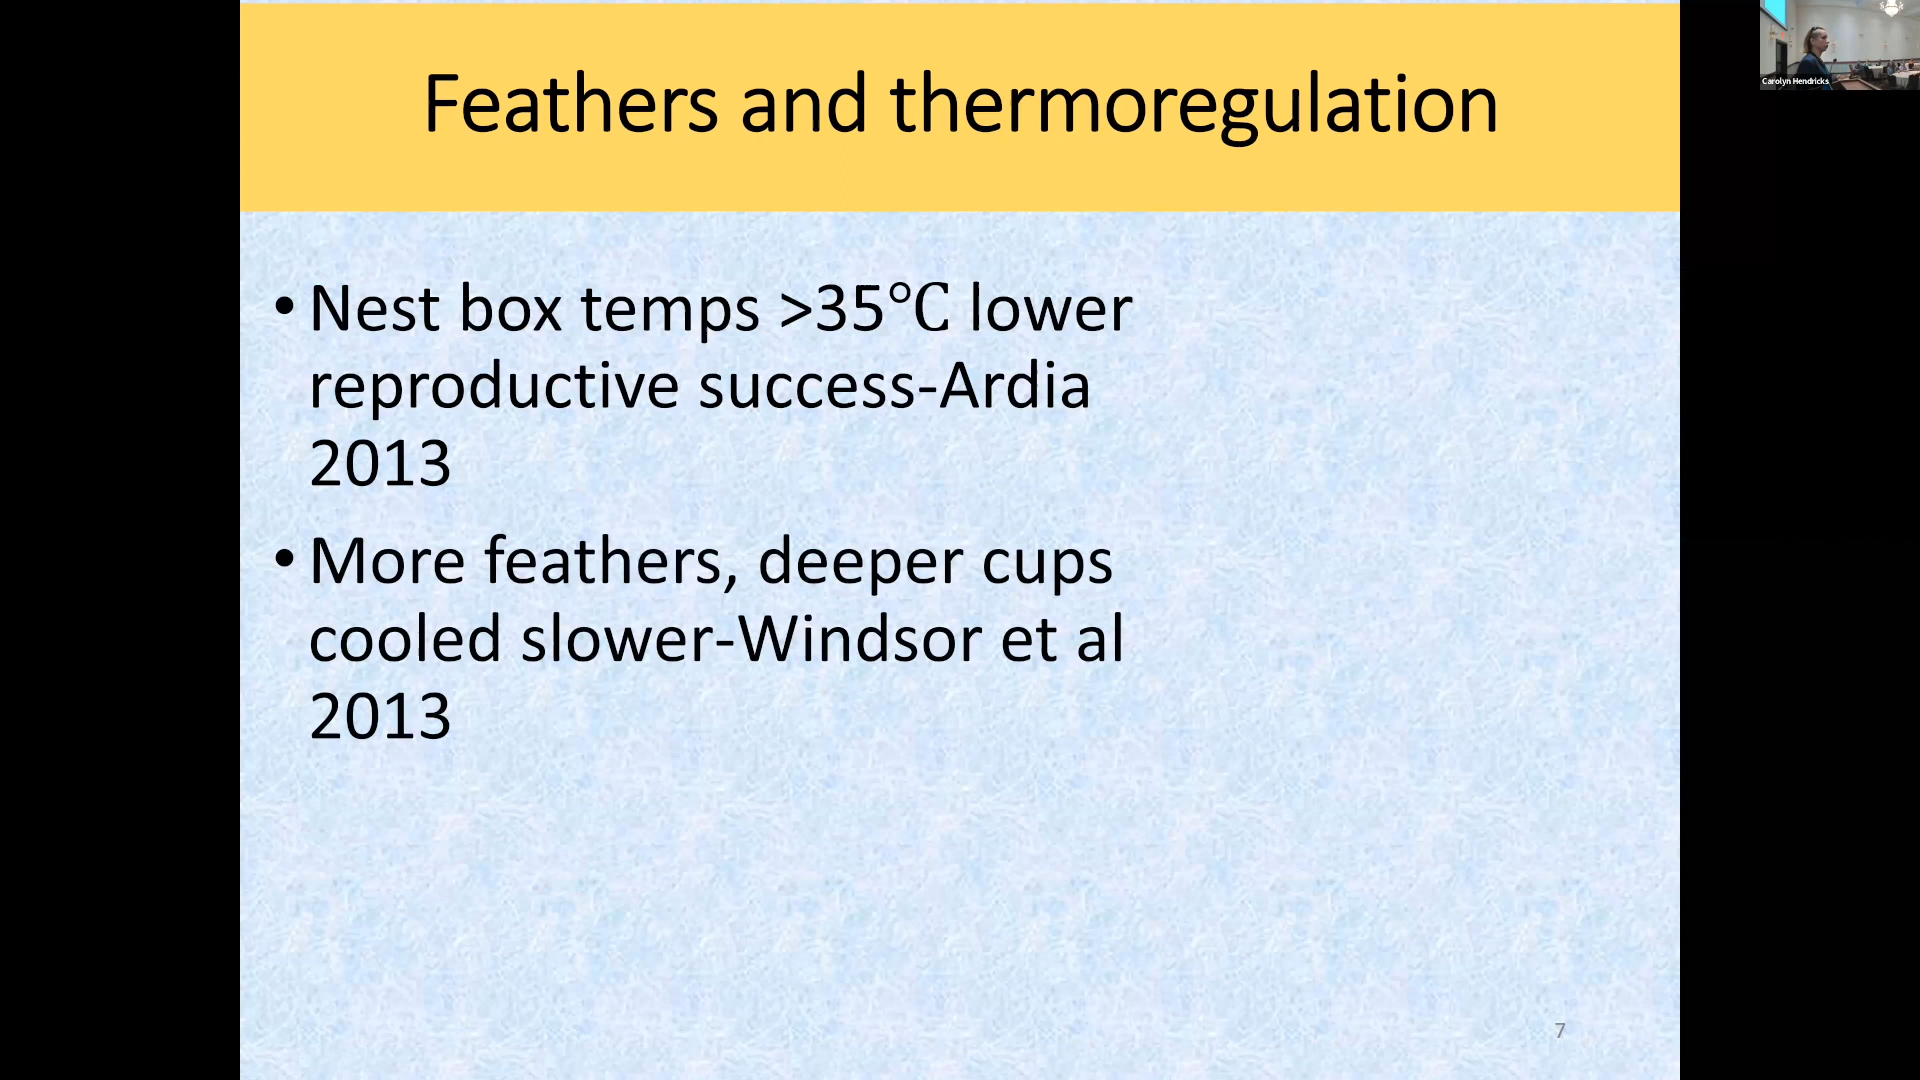 Feathers and thermoregulation
Carolyn Hendricks
• Nest box temps >35℃ lower
reproductive success-Ardia
2013
• More feathers, deeper cups
cooled slower-Windsor et al
2013
7